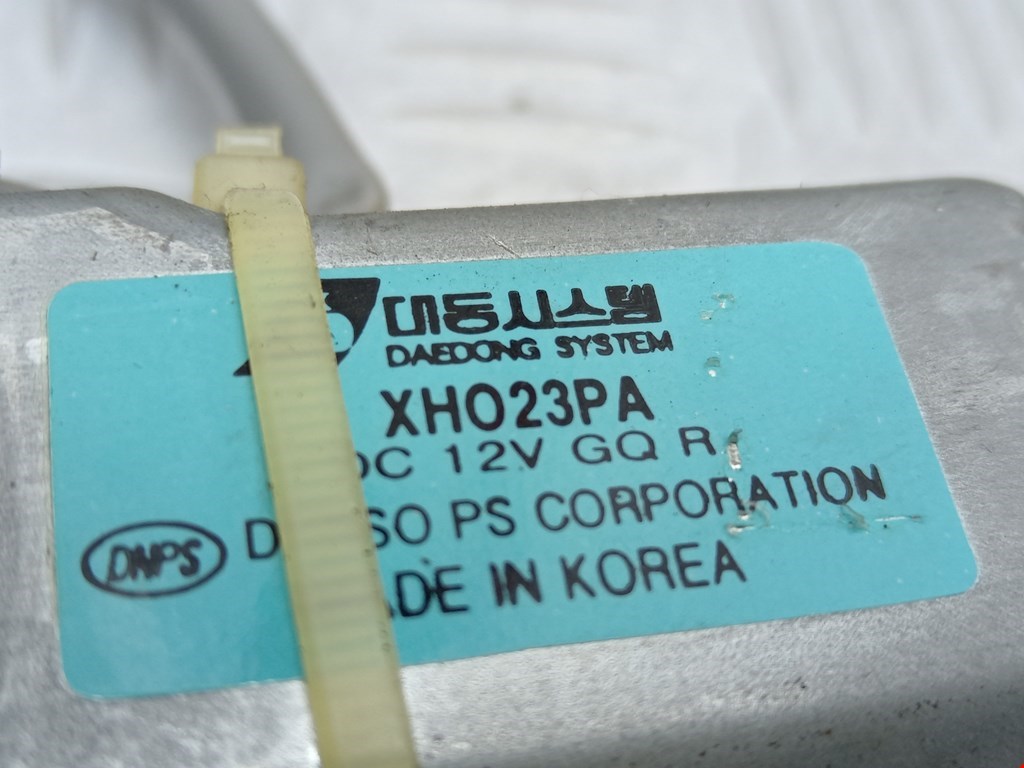 대동시스템
DAEDONG SYSTEM
XH023PA
DC 12V GQ R
SO PS CORPORATION
DNPS
ADE IN KOREA